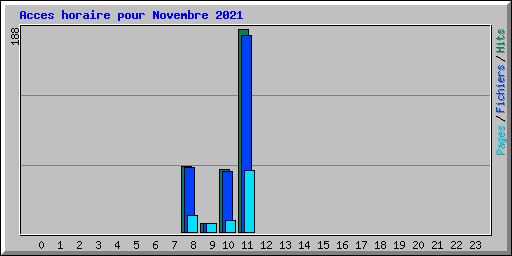 Acces horaire pour Novembre 2021
188
Pages/Fichiers/Hits
0 1 2 3 4 5 6 7 8 9 10 11 12 13 14 15 16 17 18 19 20 21 22 23